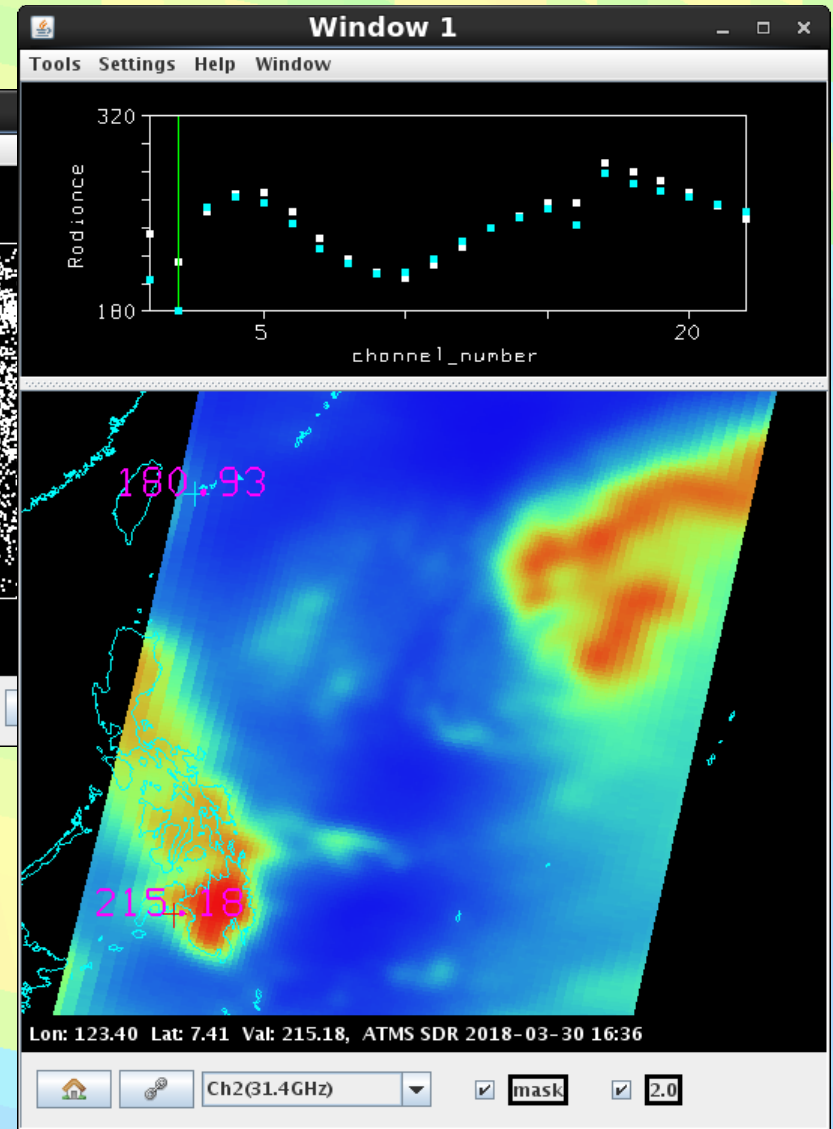 Window 1
Tools Settings Help Window
320
Radiance
180
5
20
channel_number
180.93
215.18
Lon: 123.40 Lat: 7.41 Val: 215.18, ATMS SDR 2018-03-30 16:36
Ch2(31.4GHz)
mask
2.0